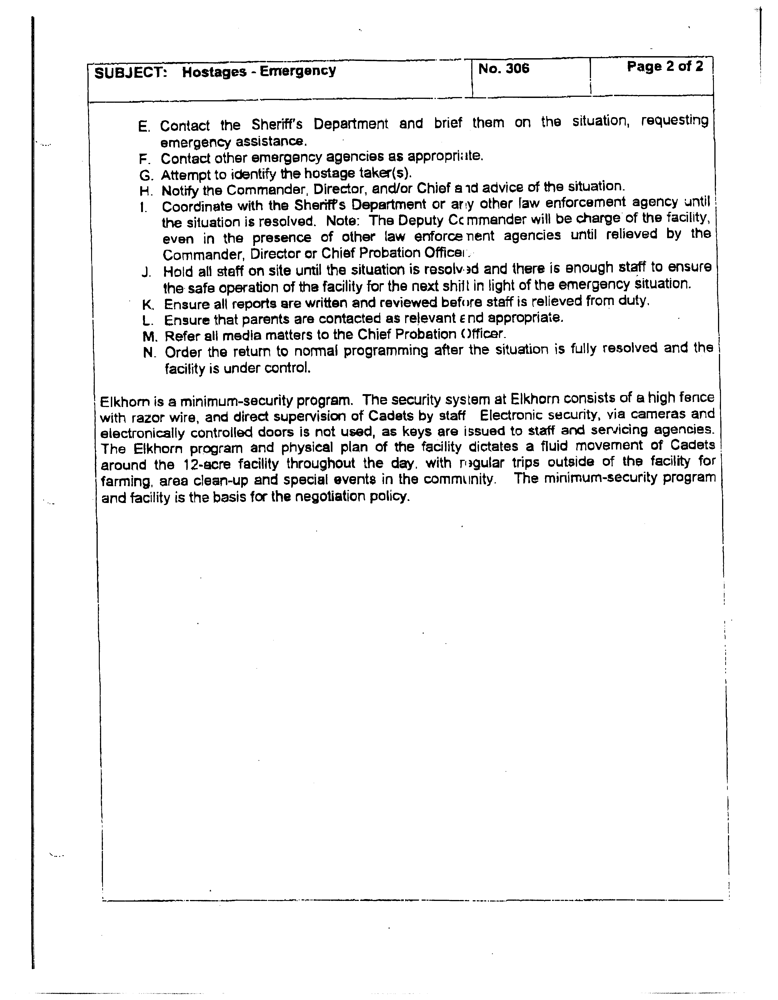 SUBJECT: Hostages - Emergency No. 306 Page 2 of 2
E. Contact the Sheriff's Department and brief them on the situation, requesting
emergency assistance.
F. Contact other emergency agencies as appropriate.
G. Attempt to identify the hostage taker(s).
H. Notify the Commander, Director, and/or Chief and advice of the situation.
I. Coordinate with the Sheriff's Department or any other law enforcement agency until
the situation is resolved. Note: The Deputy Commander will be charge of the facility,
even in the presence of other law enforcement agencies until relieved by the
Commander, Director or Chief Probation Officer.
J. Hold all staff on site until the situation is resolved and there is enough staff to ensure
the safe operation of the facility for the next shift in light of the emergency situation.
K. Ensure all reports are written and reviewed before staff is relieved from duty.
L. Ensure that parents are contacted as relevant and appropriate.
M. Refer all media matters to the Chief Probation Officer.
N. Order the return to normal programming after the situation is fully resolved and the
facility is under control.
Elkhorn is a minimum-security program. The security system at Elkhorn consists of a high fence
with razor wire, and direct supervision of Cadets by staff Electronic security, via cameras and
electronically controlled doors is not used, as keys are issued to staff and servicing agencies.
The Elkhorn program and physical plan of the facility dictates a fluid movement of Cadets
around the 12-acre facility throughout the day, with regular trips outside of the facility for
farming, area clean-up and special events in the community. The minimum-security program
and facility is the basis for the negotiation policy.